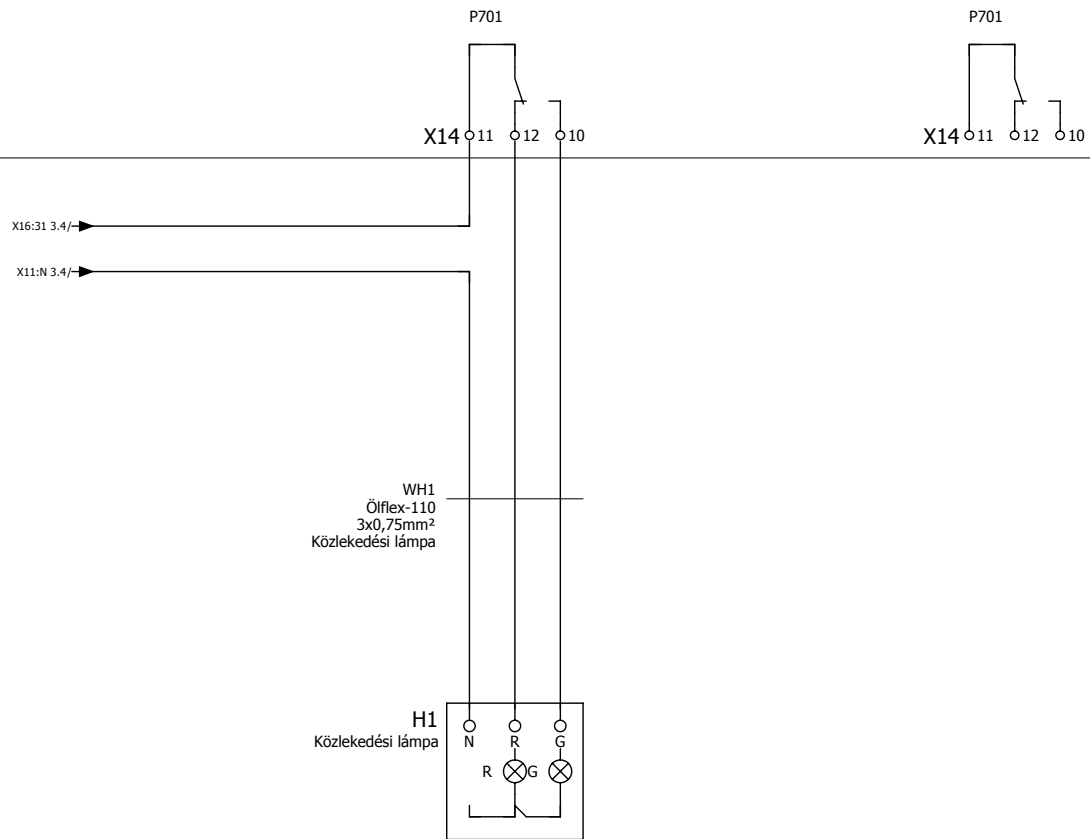 P701
P701
X14 11 12 10
X14 11 12 10
X16:31 3.4/
X11:N 3.4/
WH1
Ölflex-110
3x0,75mm²
Közlekedési lámpa
H1
Közlekedési lámpa
N R G
R G